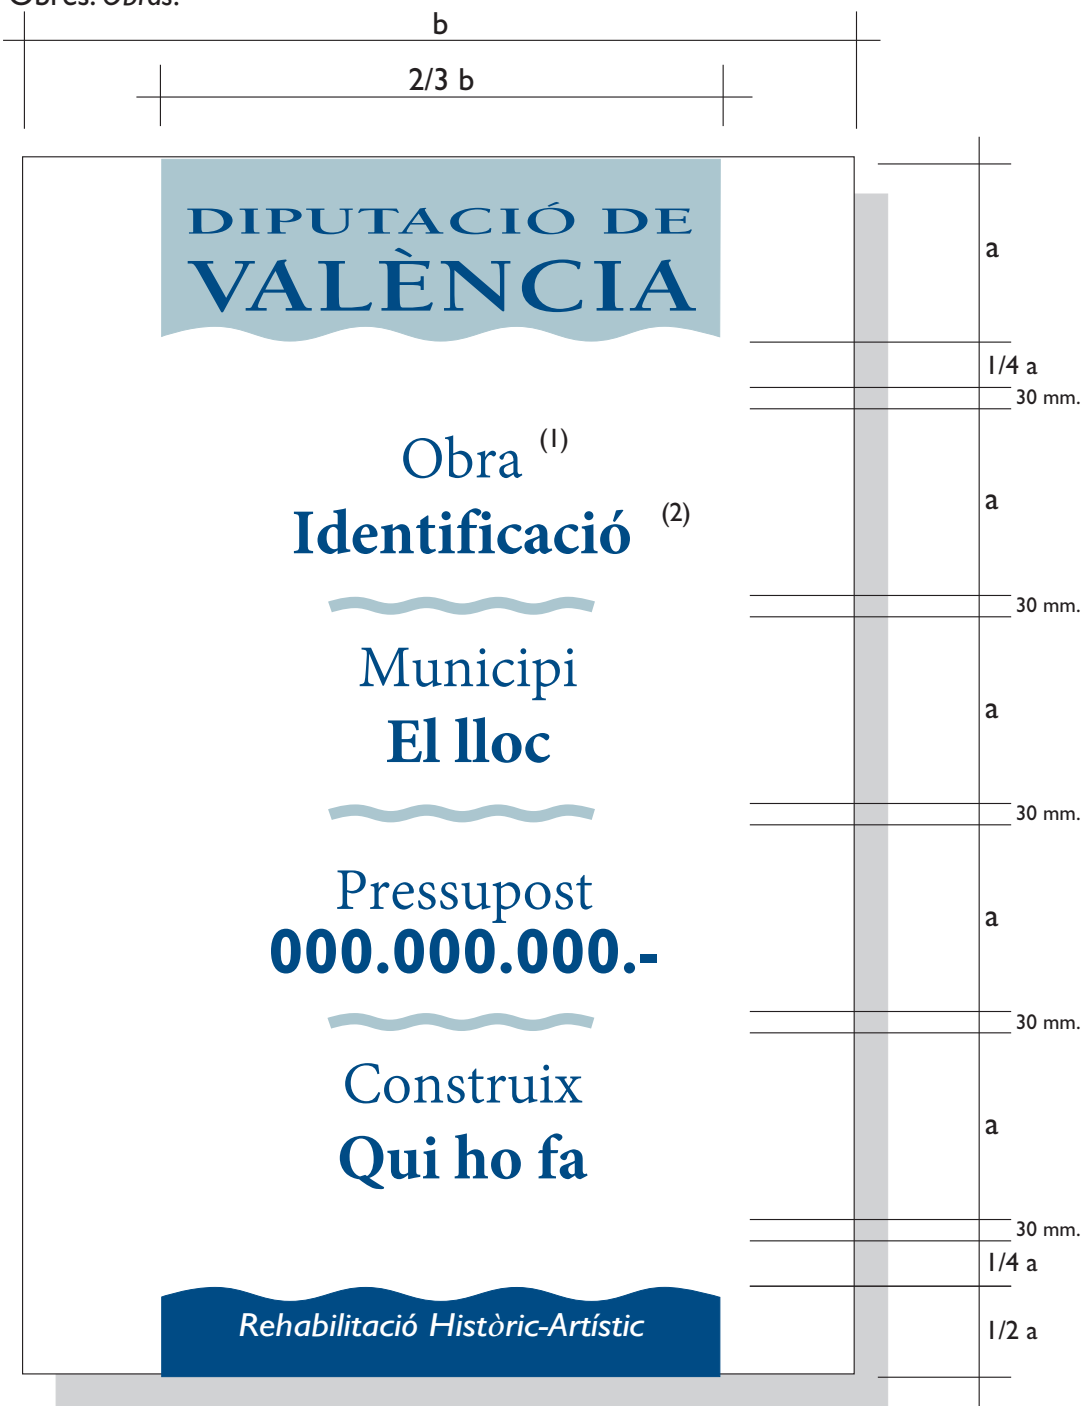 Obres. Obras.
b
2/3 b
DIPUTACIÓ DE
VALÈNCIA
a
1/4 a
30 mm.
Obra (1)
a
Identificació (2)
30 mm.
Municipi
a
El lloc
30 mm.
Pressupost
a
000.000.000.-
30 mm.
Construix
a
Qui ho fa
30 mm.
1/4 a
Rehabilitació Històric-Artístic
1/2 a